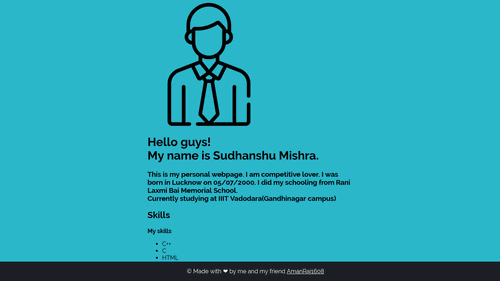 Hello guys!
My name is Sudhanshu Mishra.
This is my personal webpage. I am competitive lover. I was
born in Lucknow on 05/07/2000. I did my schooling from Rani
Laxmi Bai Memorial School.
Currently studying at IIIT Vadodara(Gandhinagar campus)
Skills
My skills
• C++
• C
• HTML
© Made with ❤ by me and my friend AmanRaj1608